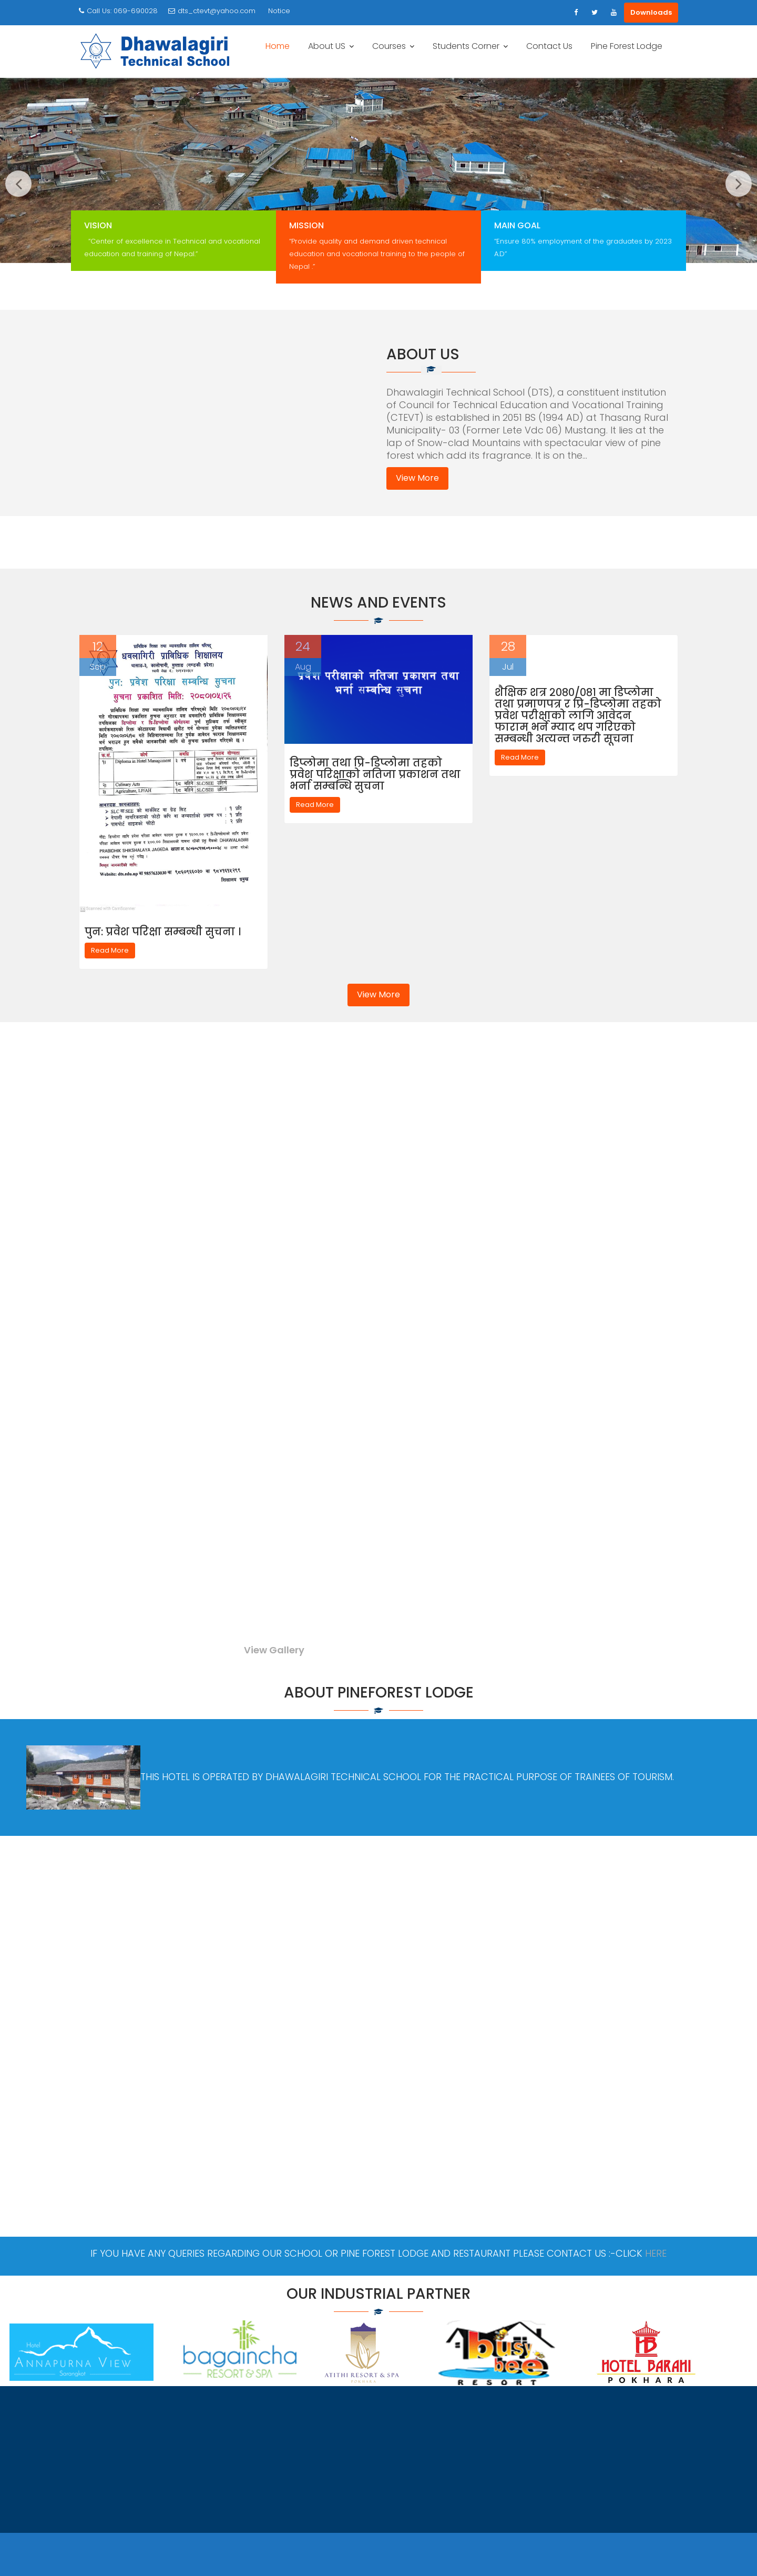 Call Us: 069-690028 dts_ctevt@yahoo.com Notice Downloads
Dhawalagiri
Technical School
Home About US Courses Students Corner Contact Us Pine Forest Lodge
VISION
"Center of excellence in Technical and vocational
education and training of Nepal."
MISSION
"Provide quality and demand driven technical
education and vocational training to the people of
Nepal ."
MAIN GOAL
"Ensure 80% employment of the graduates by 2023
A.D"
ABOUT US
Dhawalagiri Technical School (DTS), a constituent institution
of Council for Technical Education and Vocational Training
(CTEVT) is established in 2051 BS (1994 AD) at Thasang Rural
Municipality- 03 (Former Lete Vdc 06) Mustang. It lies at the
lap of Snow-clad Mountains with spectacular view of pine
forest which add its fragrance. It is on the...
View More
NEWS AND EVENTS
12
Sep
धवलागिरी प्राविधिक शिक्षालय
पुन: प्रवेश परिक्षा सम्बन्धि सुचना
सुचना प्रकाशित मिति:
Diploma in Hotel Management
Culinary Arts
पुन: प्रवेश परिक्षा सम्बन्धी सुचना ।
Read More
24
Aug
प्रवेश परीक्षाको नतिजा प्रकाशन तथा
भर्ना सम्बन्धि सुचना
डिप्लोमा तथा प्रि-डिप्लोमा तहको
प्रवेश परिक्षाको नतिजा प्रकाशन तथा
भर्ना सम्बन्धि सुचना
Read More
28
Jul
शैक्षिक शत्र 2080/081 मा डिप्लोमा
तथा प्रमाणपत्र र प्रि-डिप्लोमा तहको
प्रवेश परीक्षाको लागि आवेदन
फाराम भर्ने म्याद थप गरिएको
सम्बन्धी अत्यन्त जरुरी सूचना
Read More
View More
View Gallery
ABOUT PINEFOREST LODGE
THIS HOTEL IS OPERATED BY DHAWALAGIRI TECHNICAL SCHOOL FOR THE PRACTICAL PURPOSE OF TRAINEES OF TOURISM.
IF YOU HAVE ANY QUERIES REGARDING OUR SCHOOL OR PINE FOREST LODGE AND RESTAURANT PLEASE CONTACT US :-CLICK HERE
OUR INDUSTRIAL PARTNER
Hotel
ANNAPURNA VIEW
Sarangkot
bagaincha
RESORT & SPA
ATITHI RESORT & SPA
POKHARA
busy
bee
RESORT
HB
HOTEL BARAHI
POKHARA